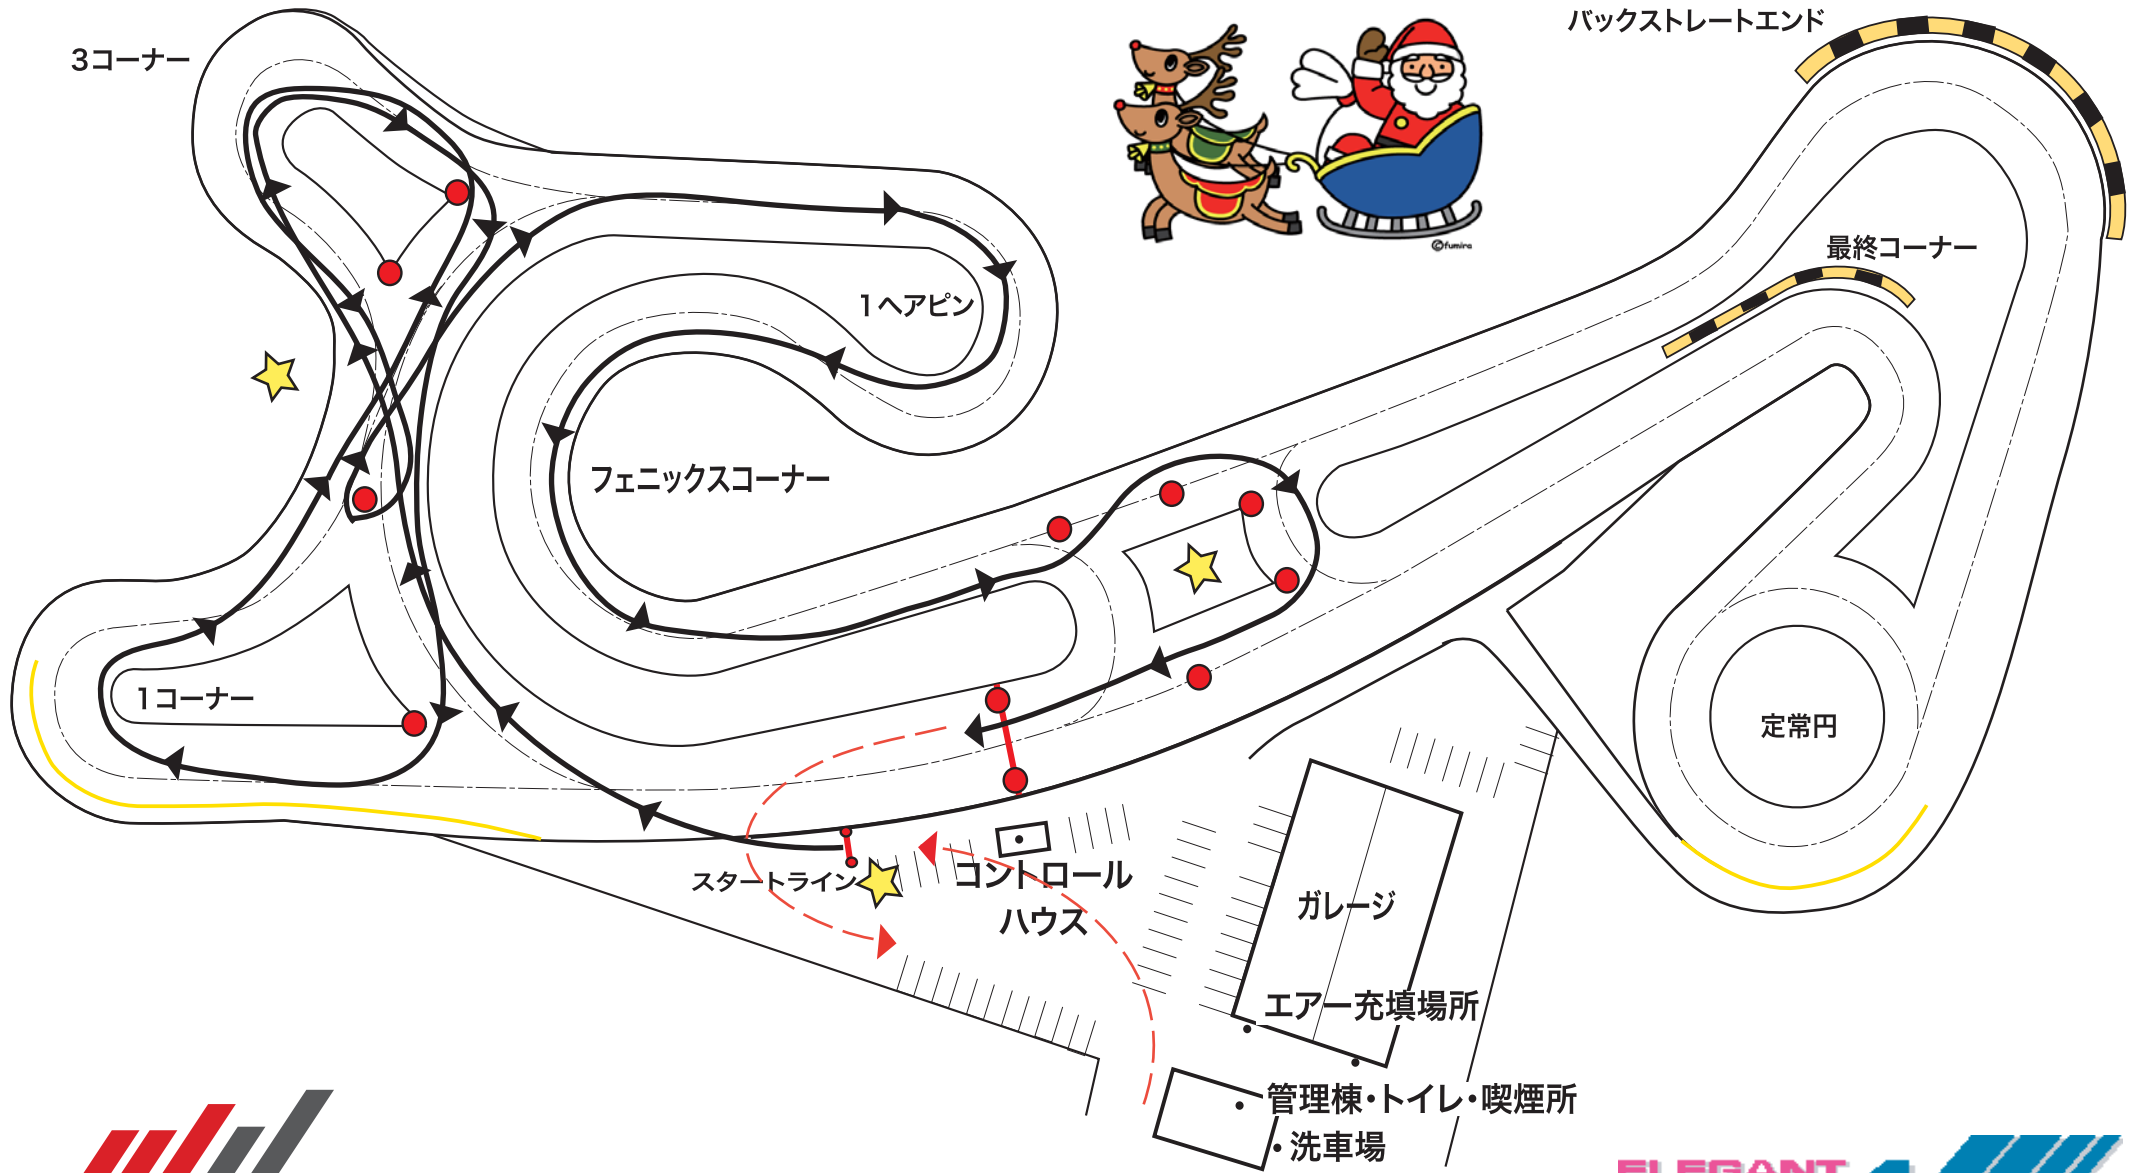 バックストレートエンド
3コーナー
最終コーナー
©fumira
1ヘアピン
フェニックスコーナー
1コーナー
定常円
スタートライン
コントロール
ハウス
ガレージ
エアー充填場所
管理棟・トイレ・喫煙所
・洗車場
ELEGANT